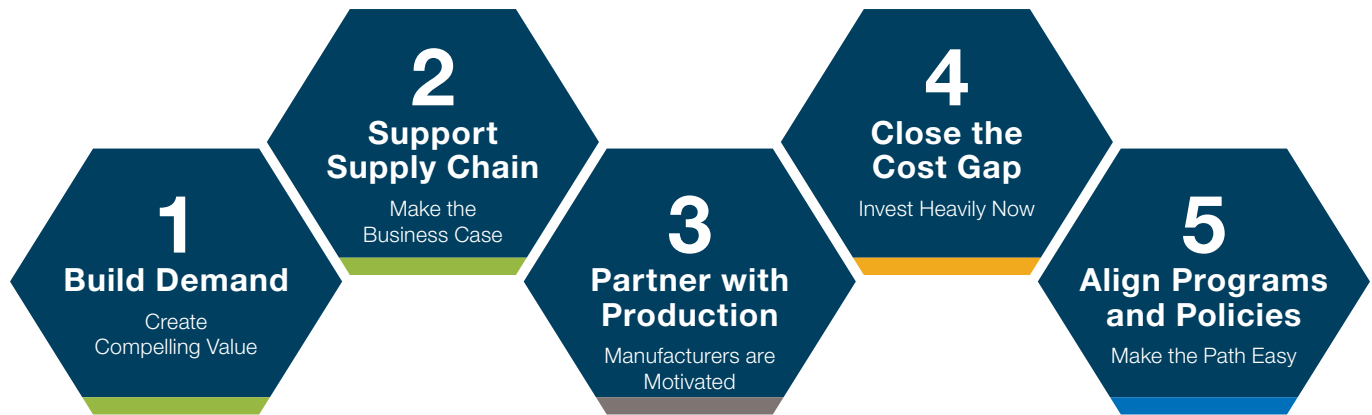 1
Build Demand
Create
Compelling Value
2
Support
Supply Chain
Make the
Business Case
3
Partner with
Production
Manufacturers are
Motivated
4
Close the
Cost Gap
Invest Heavily Now
5
Align Programs
and Policies
Make the Path Easy